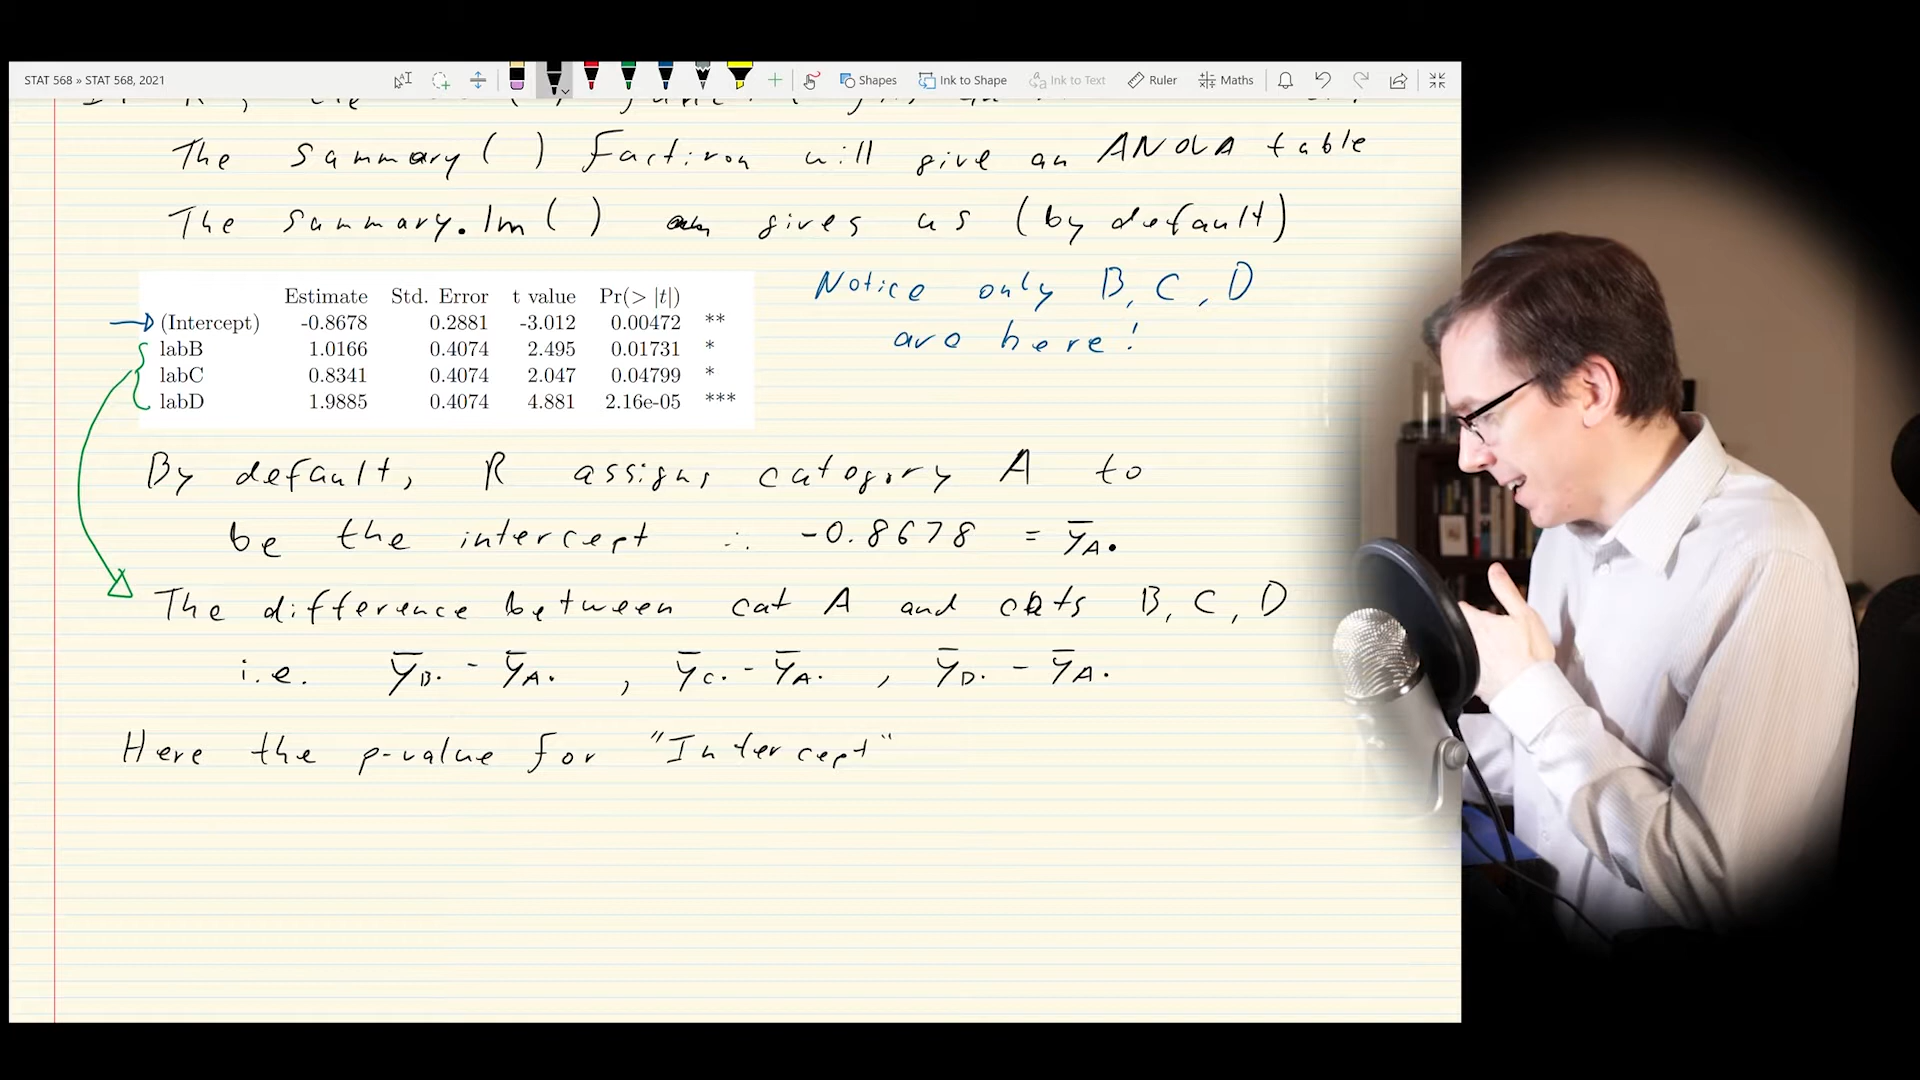 STAT 568 » STAT 568, 2021
Shapes
Ink to Shape
Ink to Text
Ruler
Maths
The summary ( ) Factiron will give an ANOVA table
The summary.lm ( ) gives us (by default)
Estimate Std. Error t value Pr(> |t|)
(Intercept) -0.8678 0.2881 -3.012 0.00472 **
labB 1.0166 0.4074 2.495 0.01731 *
labC 0.8341 0.4074 2.047 0.04799 *
labD 1.9885 0.4074 4.881 2.16e-05 ***
Notice only B, C, D
are here!
By default, R assigns category A to
be the intercept ∴ -0.8678 = ȳA.
The difference between cat A and cats B, C, D
i.e. ȳB. - ȳA. , ȳC. - ȳA. , ȳD. - ȳA.
Here the p-value for "Intercept"